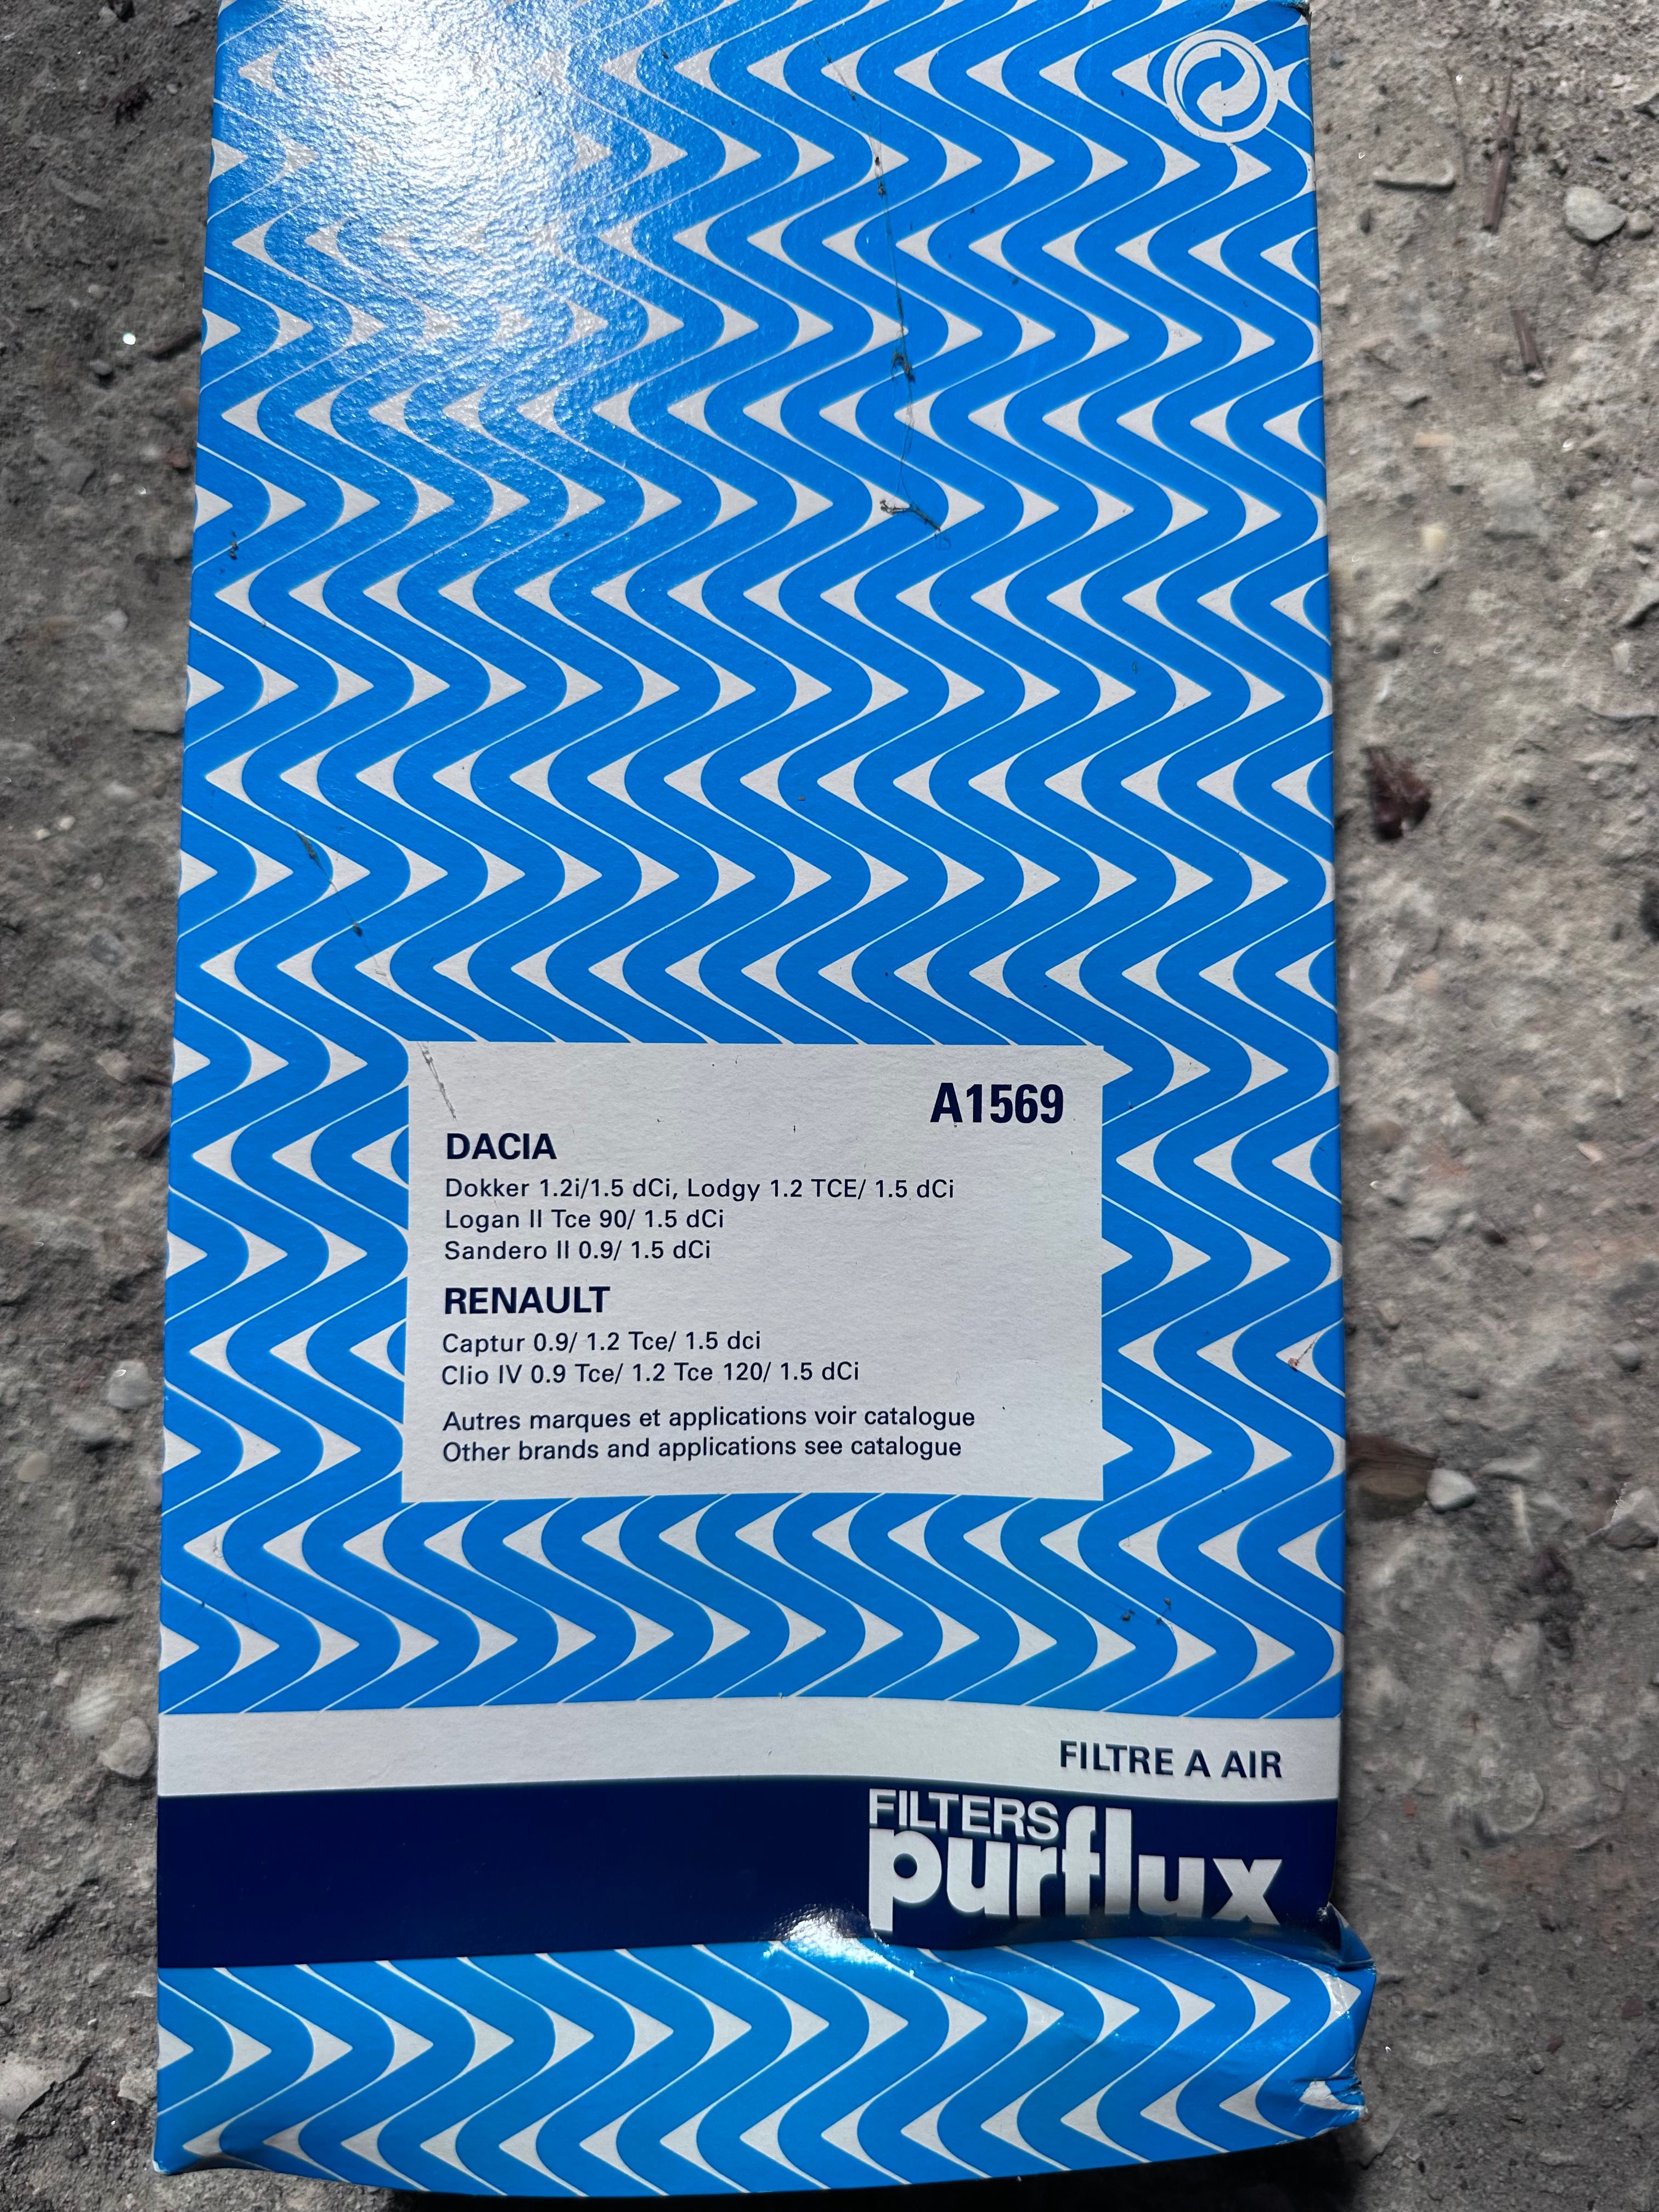 A1569
DACIA
Dokker 1.2i/1.5 dCi, Lodgy 1.2 TCE/ 1.5 dCi
Logan II Tce 90/ 1.5 dCi
Sandero II 0.9/ 1.5 dCi
RENAULT
Captur 0.9/ 1.2 Tce/ 1.5 dci
Clio IV 0.9 Tce/ 1.2 Tce 120/ 1.5 dCi
Autres marques et applications voir catalogue
Other brands and applications see catalogue
FILTRE A AIR
FILTERS
purflux